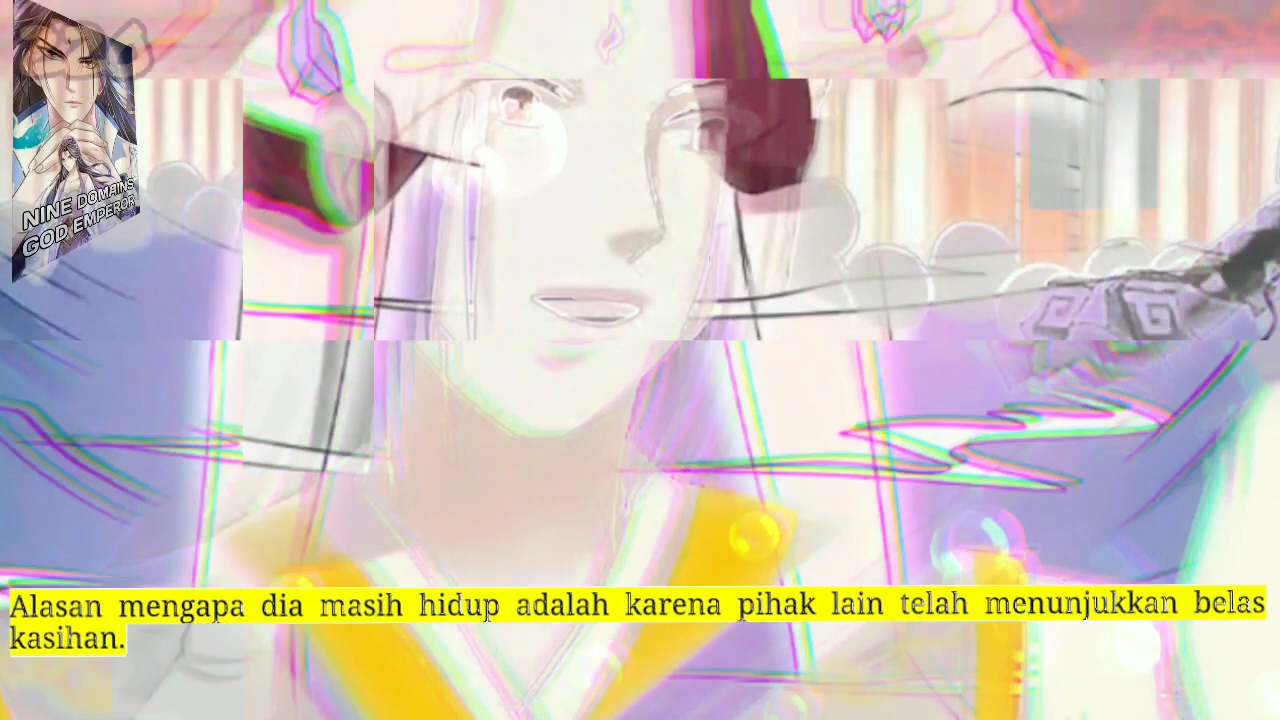 NINE DOMAINS
GOD EMPEROR
Alasan mengapa dia masih hidup adalah karena pihak lain telah menunjukkan belas
kasihan.